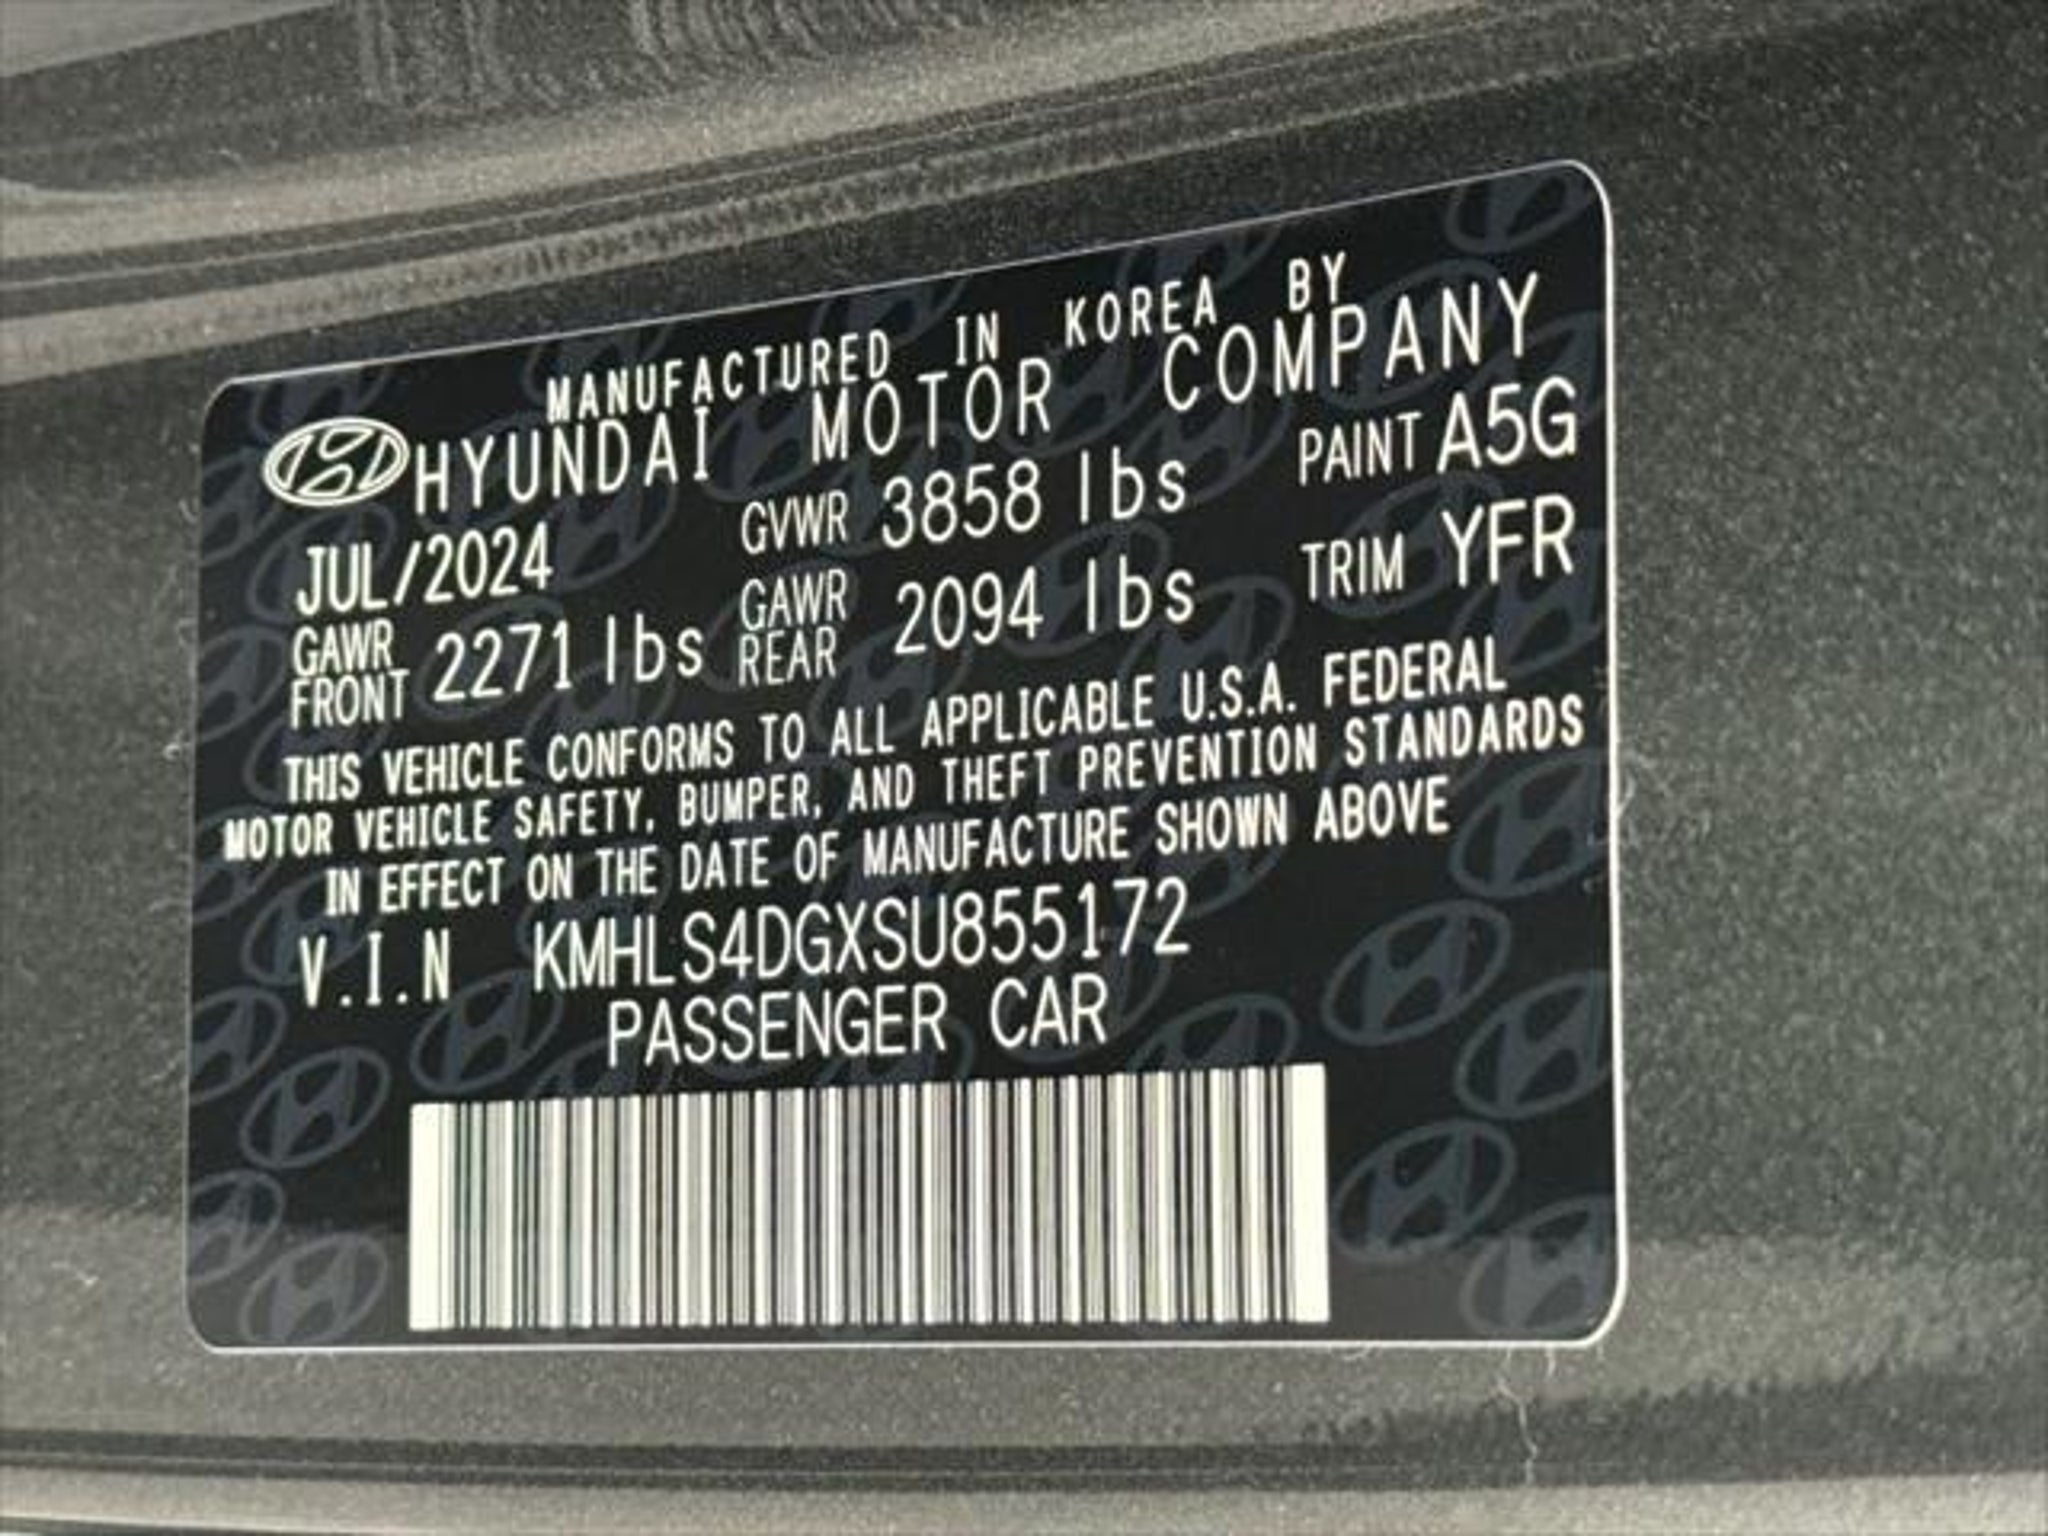 MANUFACTURED IN KOREA BY
HYUNDAI MOTOR COMPANY
JUL/2024 GVWR 3858 lbs PAINT A5G
GAWR FRONT 2271 lbs GAWR REAR 2094 lbs TRIM YFR
THIS VEHICLE CONFORMS TO ALL APPLICABLE U.S.A. FEDERAL
MOTOR VEHICLE SAFETY, BUMPER, AND THEFT PREVENTION STANDARDS
IN EFFECT ON THE DATE OF MANUFACTURE SHOWN ABOVE
V.I.N KMHLS4DGXSU855172
PASSENGER CAR